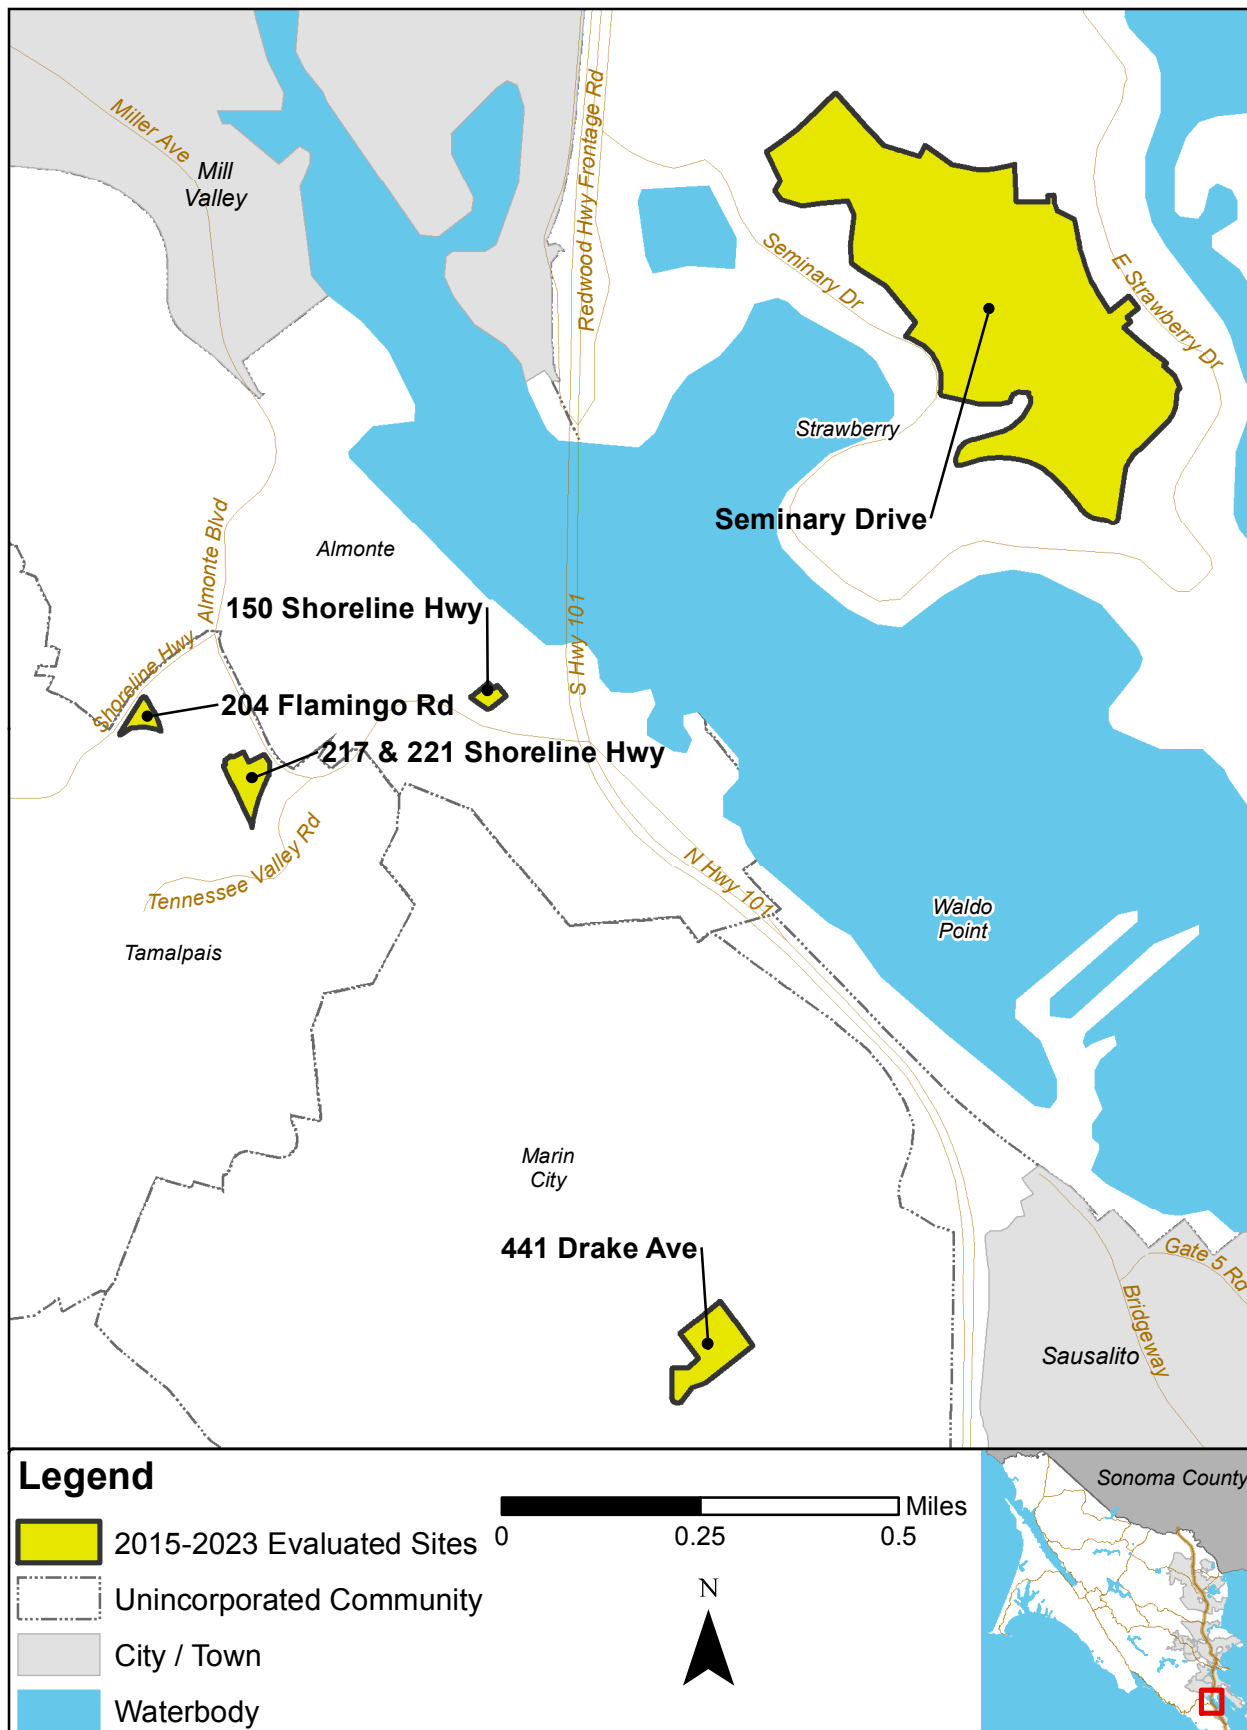 Miller Ave
Mill
Valley
Redwood Hwy Frontage Rd
Seminary Dr
E Strawberry Dr
Strawberry
Seminary Drive
Almonte Blvd
Almonte
150 Shoreline Hwy
S Hwy 101
Shoreline Hwy
204 Flamingo Rd
217 & 221 Shoreline Hwy
Tennessee Valley Rd
N Hwy 101
Waldo
Point
Tamalpais
Marin
City
441 Drake Ave
Gate 5 Rd
Bridgeway
Sausalito
Legend
2015-2023 Evaluated Sites
Unincorporated Community
City / Town
Waterbody
Miles
0
0.25
0.5
N
Sonoma County